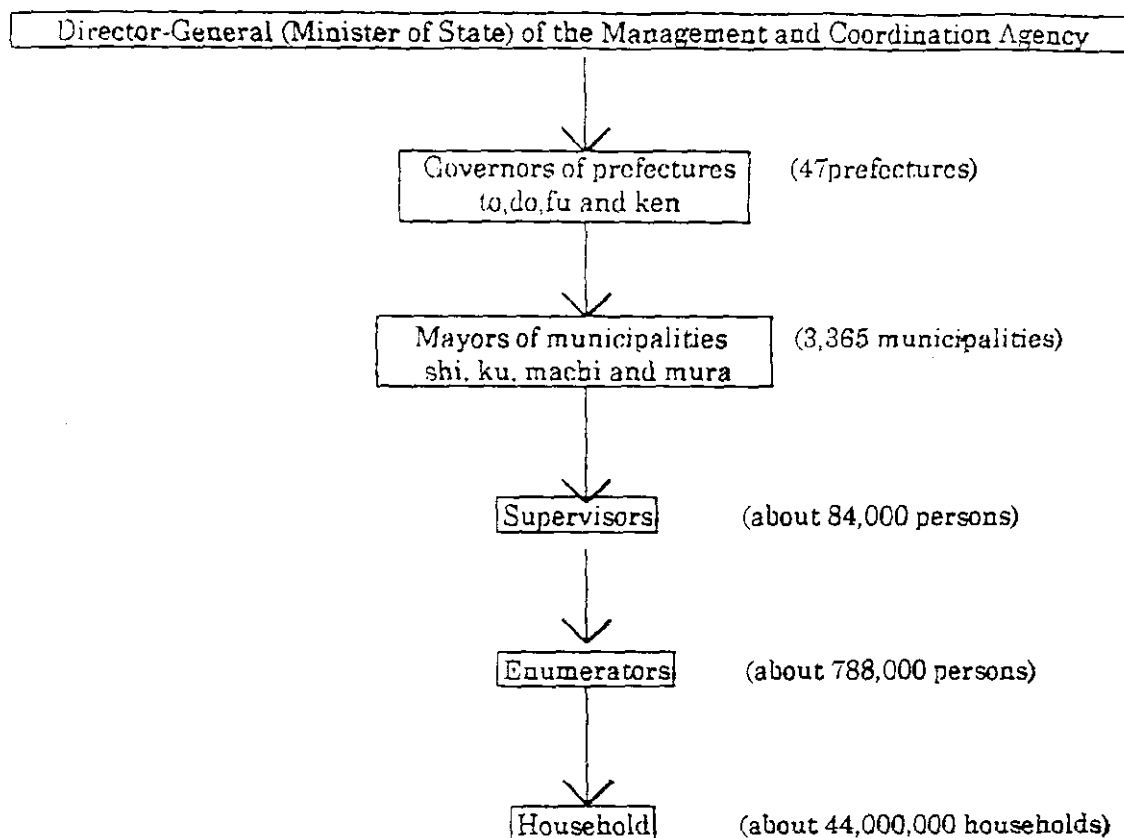 Director-General (Minister of State) of the Management and Coordination Agency
Governors of prefectures (47prefectures)
to,do,fu and ken
Mayors of municipalities (3,365 municipalities)
shi, ku, machi and mura
Supervisors (about 84,000 persons)
Enumerators (about 788,000 persons)
Household (about 44,000,000 households)